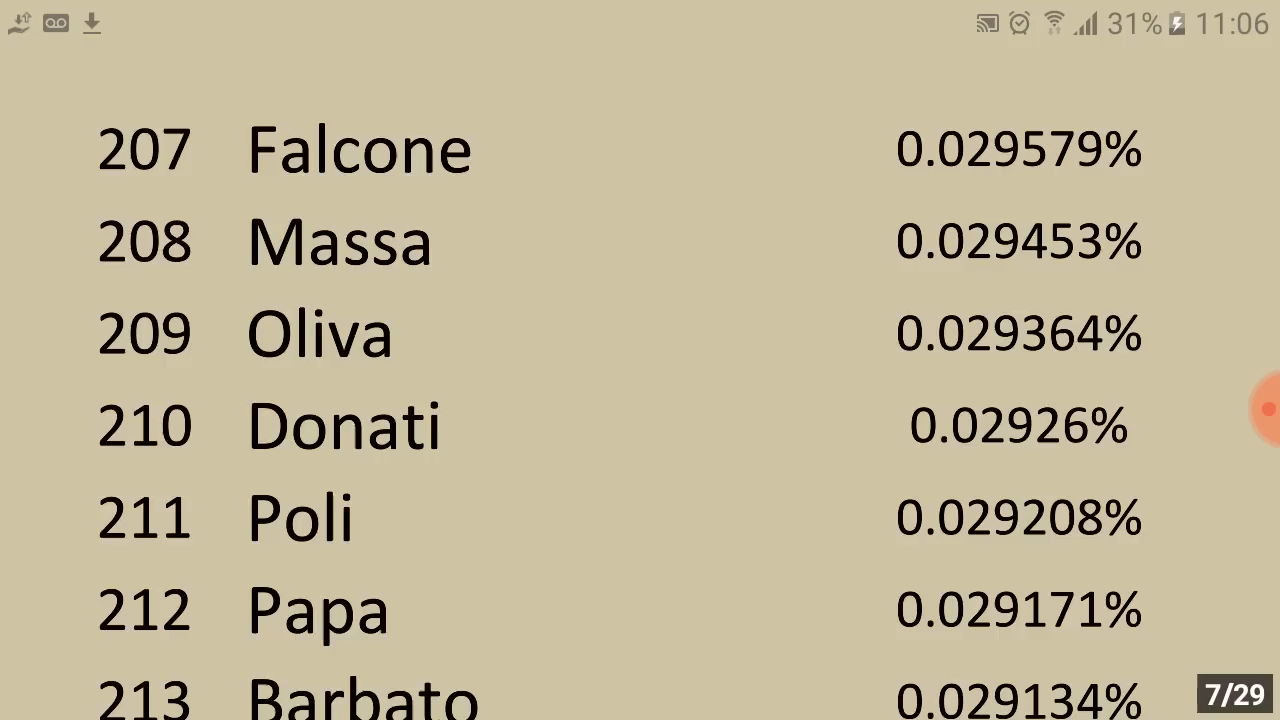 31% 11:06
207 Falcone 0.029579%
208 Massa 0.029453%
209 Oliva 0.029364%
210 Donati 0.02926%
211 Poli 0.029208%
212 Papa 0.029171%
213 Barbato 0.029134%
7/29